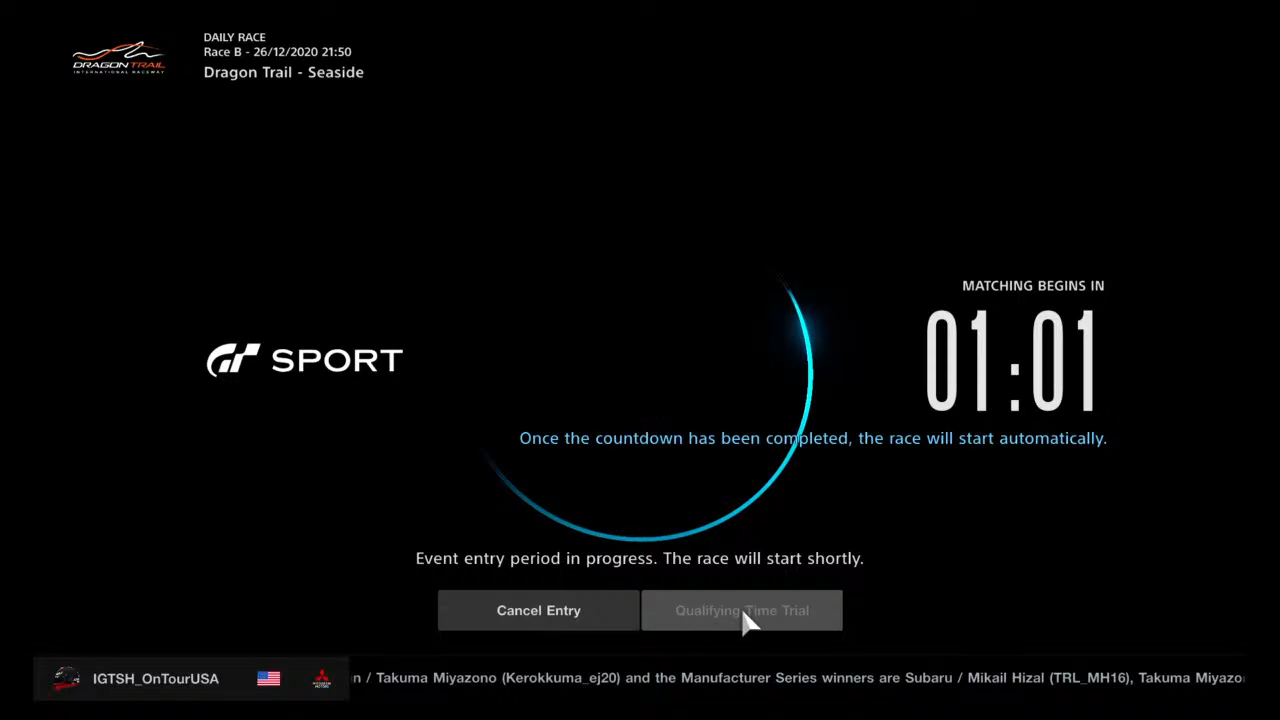 DRAGON TRAIL
INTERNATIONAL RACEWAY
DAILY RACE
Race B - 26/12/2020 21:50
Dragon Trail - Seaside
MATCHING BEGINS IN
01:01
GT SPORT
Once the countdown has been completed, the race will start automatically.
Event entry period in progress. The race will start shortly.
Cancel Entry
Qualifying Time Trial
IGTSH_OnTourUSA
MITSUBISHI MOTORS
n / Takuma Miyazono (Kerokkuma_ej20) and the Manufacturer Series winners are Subaru / Mikail Hizal (TRL_MH16), Takuma Miyazo